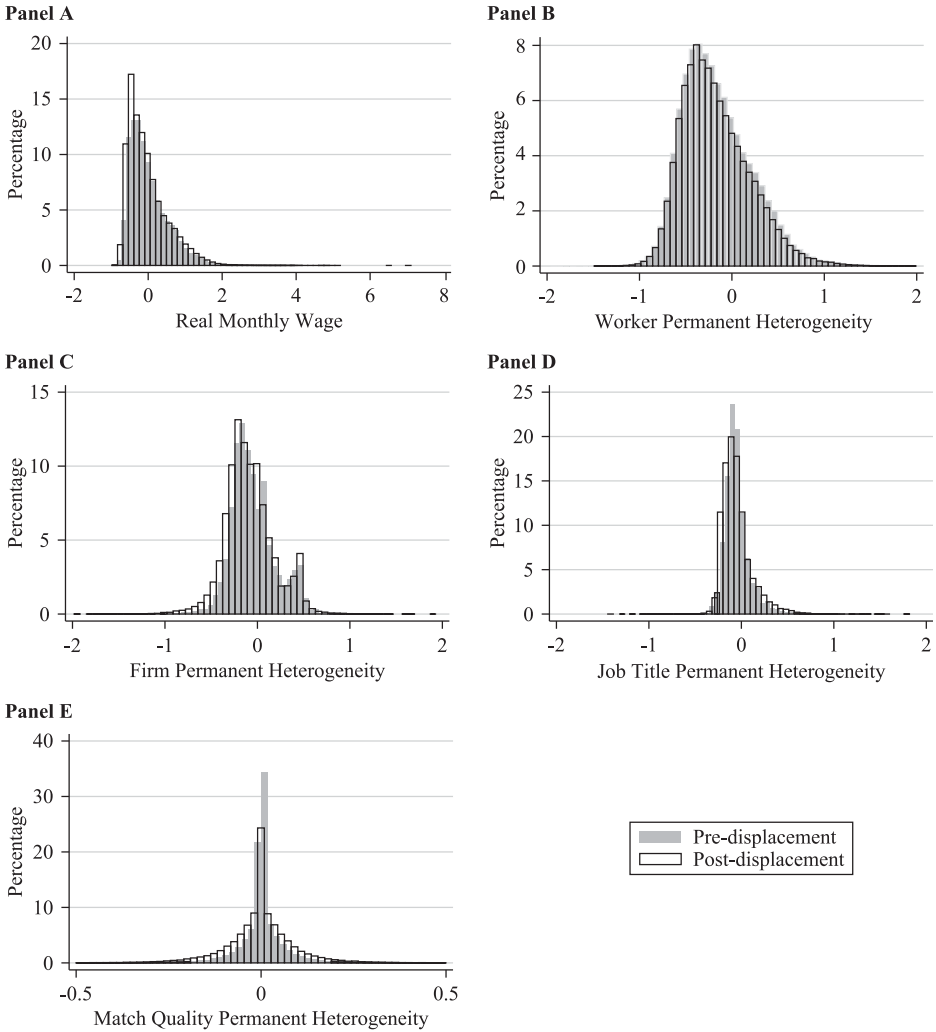 Panel A
20
15
10
5
0
Percentage
-2
0
2
4
6
8
Real Monthly Wage
Panel B
8
6
4
2
0
Percentage
-2
-1
0
1
2
Worker Permanent Heterogeneity
Panel C
15
10
5
0
Percentage
-2
-1
0
1
2
Firm Permanent Heterogeneity
Panel D
25
20
15
10
5
0
Percentage
-2
-1
0
1
2
Job Title Permanent Heterogeneity
Panel E
40
30
20
10
0
Percentage
-0.5
0
0.5
Match Quality Permanent Heterogeneity
Pre-displacement
Post-displacement